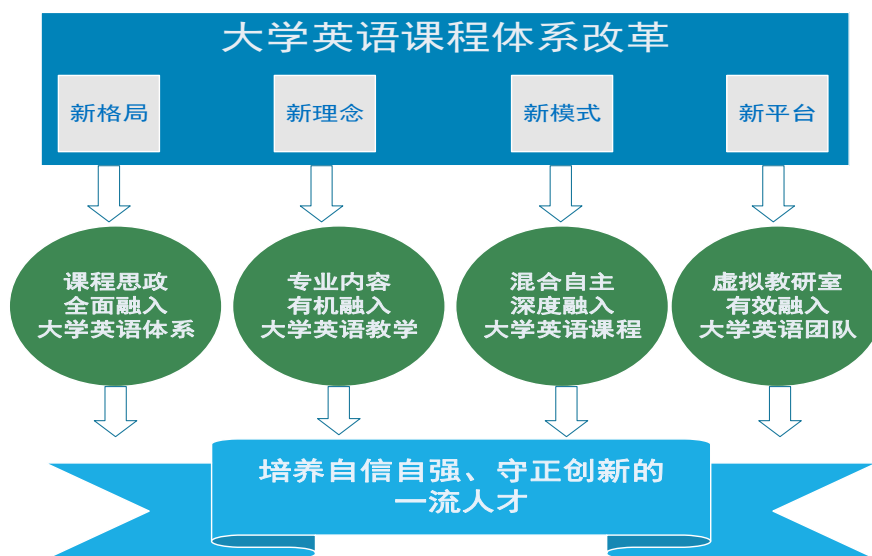 大学英语课程体系改革
新格局
新理念
新模式
新平台
课程思政
全面融入
大学英语体系
专业内容
有机融入
大学英语教学
混合自主
深度融入
大学英语课程
虚拟教研室
有效融入
大学英语团队
培养自信自强、守正创新的
一流人才